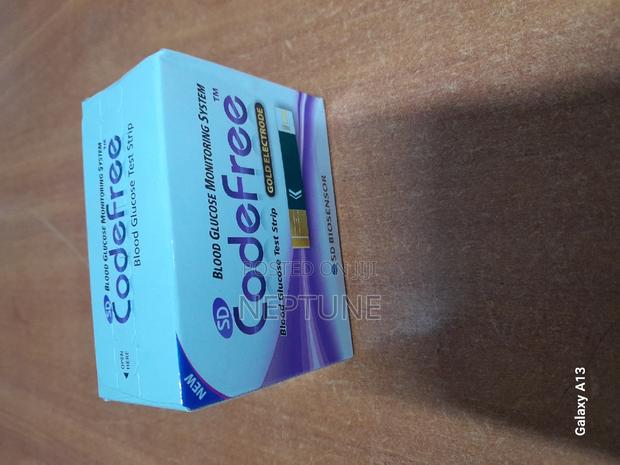 SD BLOOD GLUCOSE MONITORING SYSTEM
CodeFree™
Blood Glucose Test Strip
◄ OPEN
HERE
SD BLOOD GLUCOSE MONITORING SYSTEM
CodeFree™
Blood Glucose Test Strip
GOLD ELECTRODE
NEW
SD BIOSENSOR
POSTED ON JIJI
NEPTUNE
Galaxy A13